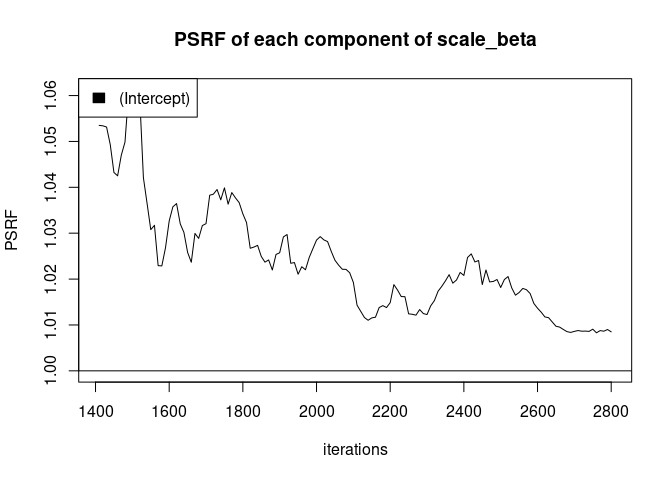 PSRF of each component of scale_beta
(Intercept)
PSRF
1.06
1.05
1.04
1.03
1.02
1.01
1.00
1400 1600 1800 2000 2200 2400 2600 2800
iterations